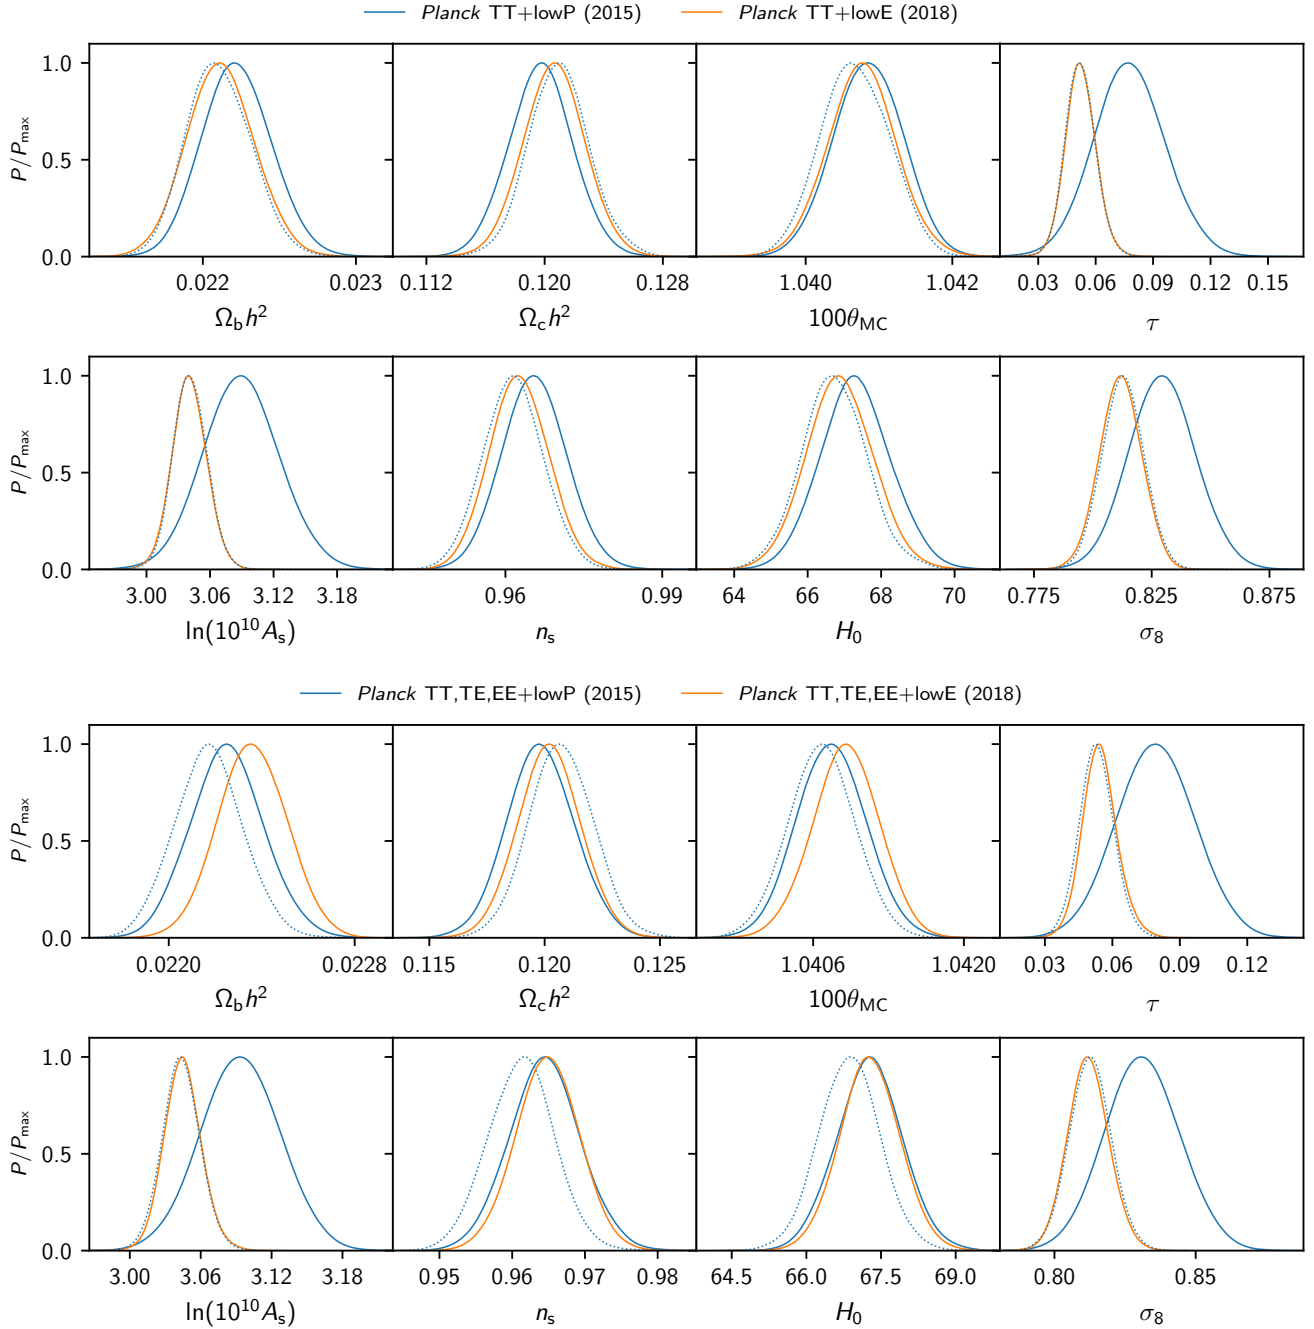 Planck TT+lowP (2015) Planck TT+lowE (2018)
1.0
0.5
0.0
P/Pmax
0.022 0.023 0.112 0.120 0.128 1.040 1.042 0.03 0.06 0.09 0.12 0.15
Ωbh² Ωch² 100θMC τ
1.0
0.5
0.0
P/Pmax
3.00 3.06 3.12 3.18 0.96 0.99 64 66 68 70 0.775 0.825 0.875
ln(10¹⁰As) ns H₀ σ₈
Planck TT,TE,EE+lowP (2015) Planck TT,TE,EE+lowE (2018)
1.0
0.5
0.0
P/Pmax
0.0220 0.0228 0.115 0.120 0.125 1.0406 1.0420 0.03 0.06 0.09 0.12
Ωbh² Ωch² 100θMC τ
1.0
0.5
0.0
P/Pmax
3.00 3.06 3.12 3.18 0.95 0.96 0.97 0.98 64.5 66.0 67.5 69.0 0.80 0.85
ln(10¹⁰As) ns H₀ σ₈